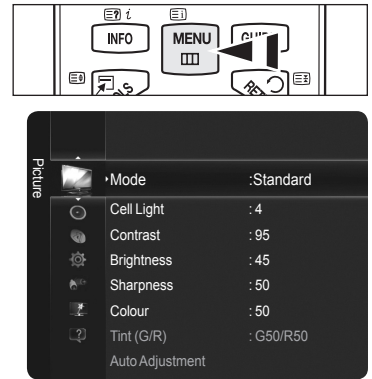 INFO
MENU
Picture
Mode :Standard
Cell Light : 4
Contrast : 95
Brightness : 45
Sharpness : 50
Colour : 50
Tint (G/R) : G50/R50
Auto Adjustment